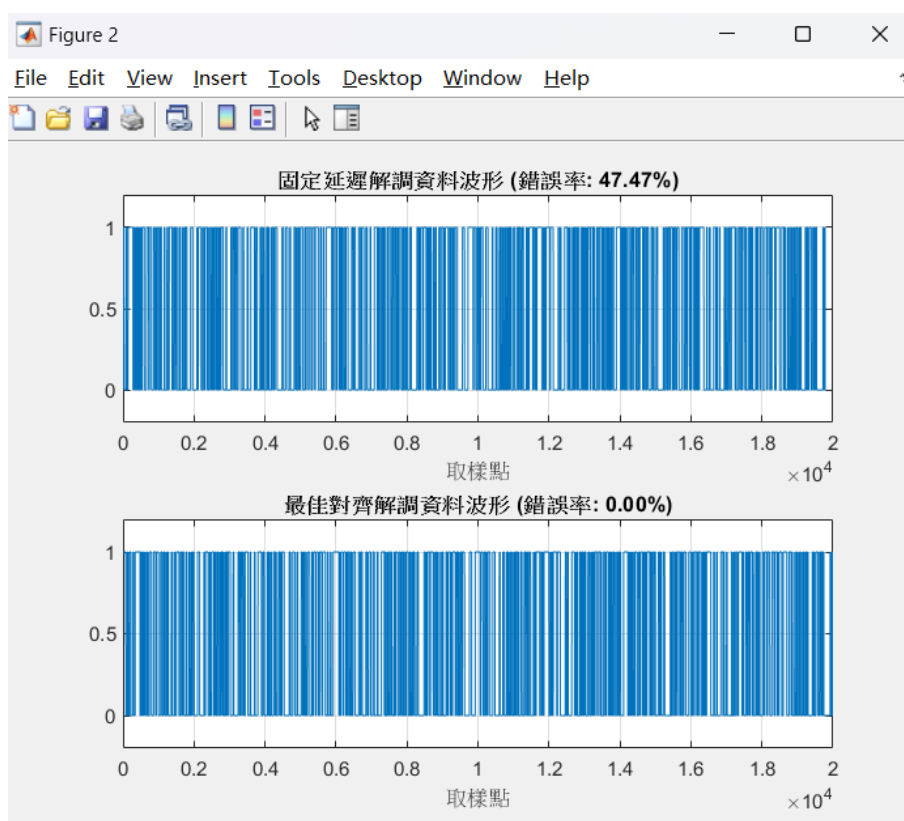 Figure 2
File Edit View Insert Tools Desktop Window Help
固定延遲解調資料波形 (錯誤率: 47.47%)
1
0.5
0
0 0.2 0.4 0.6 0.8 1 1.2 1.4 1.6 1.8 2
取樣點
×10⁴
最佳對齊解調資料波形 (錯誤率: 0.00%)
1
0.5
0
0 0.2 0.4 0.6 0.8 1 1.2 1.4 1.6 1.8 2
取樣點
×10⁴